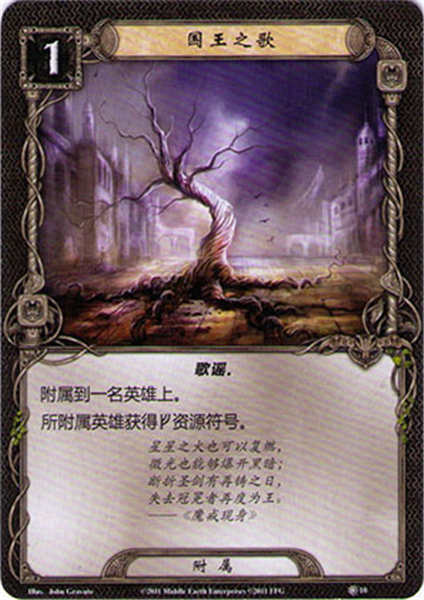 1
国王之歌
歌谣.
附属到一名英雄上。
所附属英雄获得资源符号。
星星之火也可以复燃,
微光也能够爆开黑暗;
断折圣剑有再铸之日,
失去冠冕者再度为王。
——《魔戒现身》
附属
Illus. John Gravato
©2011 Middle Earth Enterprises ©2011 FFG
10